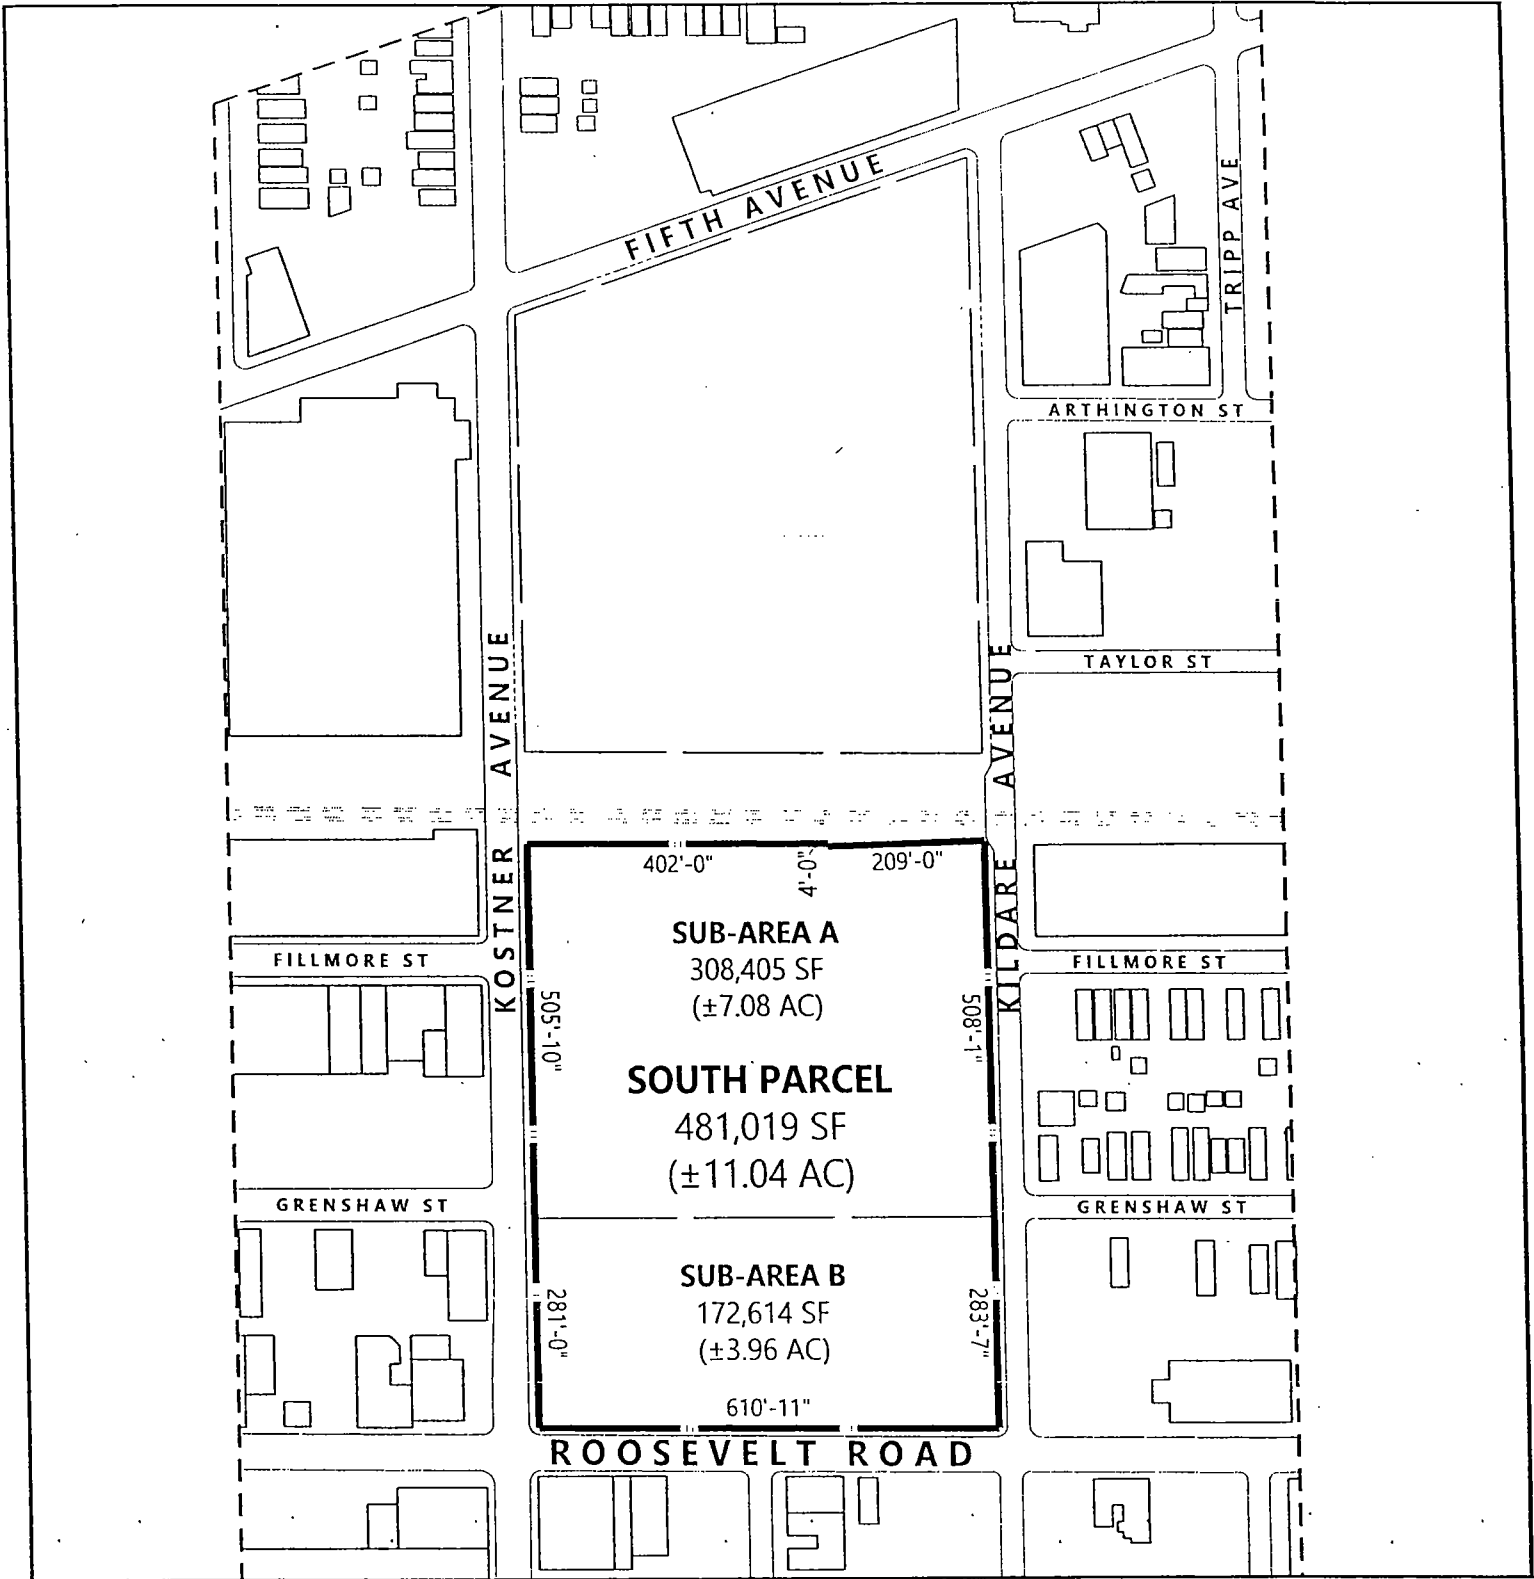 FIFTH AVENUE
TRIPP AVE
ARTHINGTON ST
TAYLOR ST
KOSTNER AVENUE
KILDARE AVENUE
402'-0"
4'-0"
209'-0"
SUB-AREA A
308,405 SF
(±7.08 AC)
FILLMORE ST
FILLMORE ST
505'-10"
508'-1"
SOUTH PARCEL
481,019 SF
(±11.04 AC)
GRENSHAW ST
GRENSHAW ST
SUB-AREA B
172,614 SF
(±3.96 AC)
281'-0"
283'-7"
610'-11"
ROOSEVELT ROAD